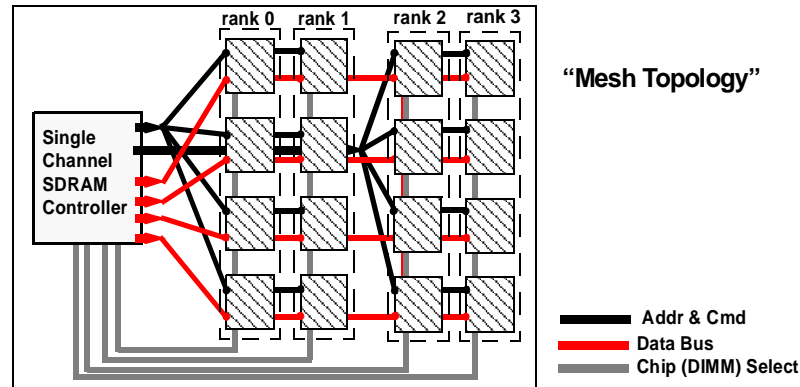 rank 0 rank 1 rank 2 rank 3
“Mesh Topology”
Single
Channel
SDRAM
Controller
Addr & Cmd
Data Bus
Chip (DIMM) Select